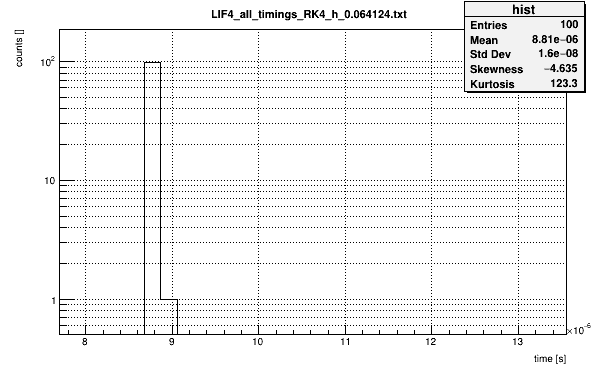 LIF4_all_timings_RK4_h_0.064124.txt
hist
Entries 100
Mean 8.81e−06
Std Dev 1.6e−08
Skewness −4.635
Kurtosis 123.3
counts []
10²
10
1
8 9 10 11 12 13
×10⁻⁶
time [s]